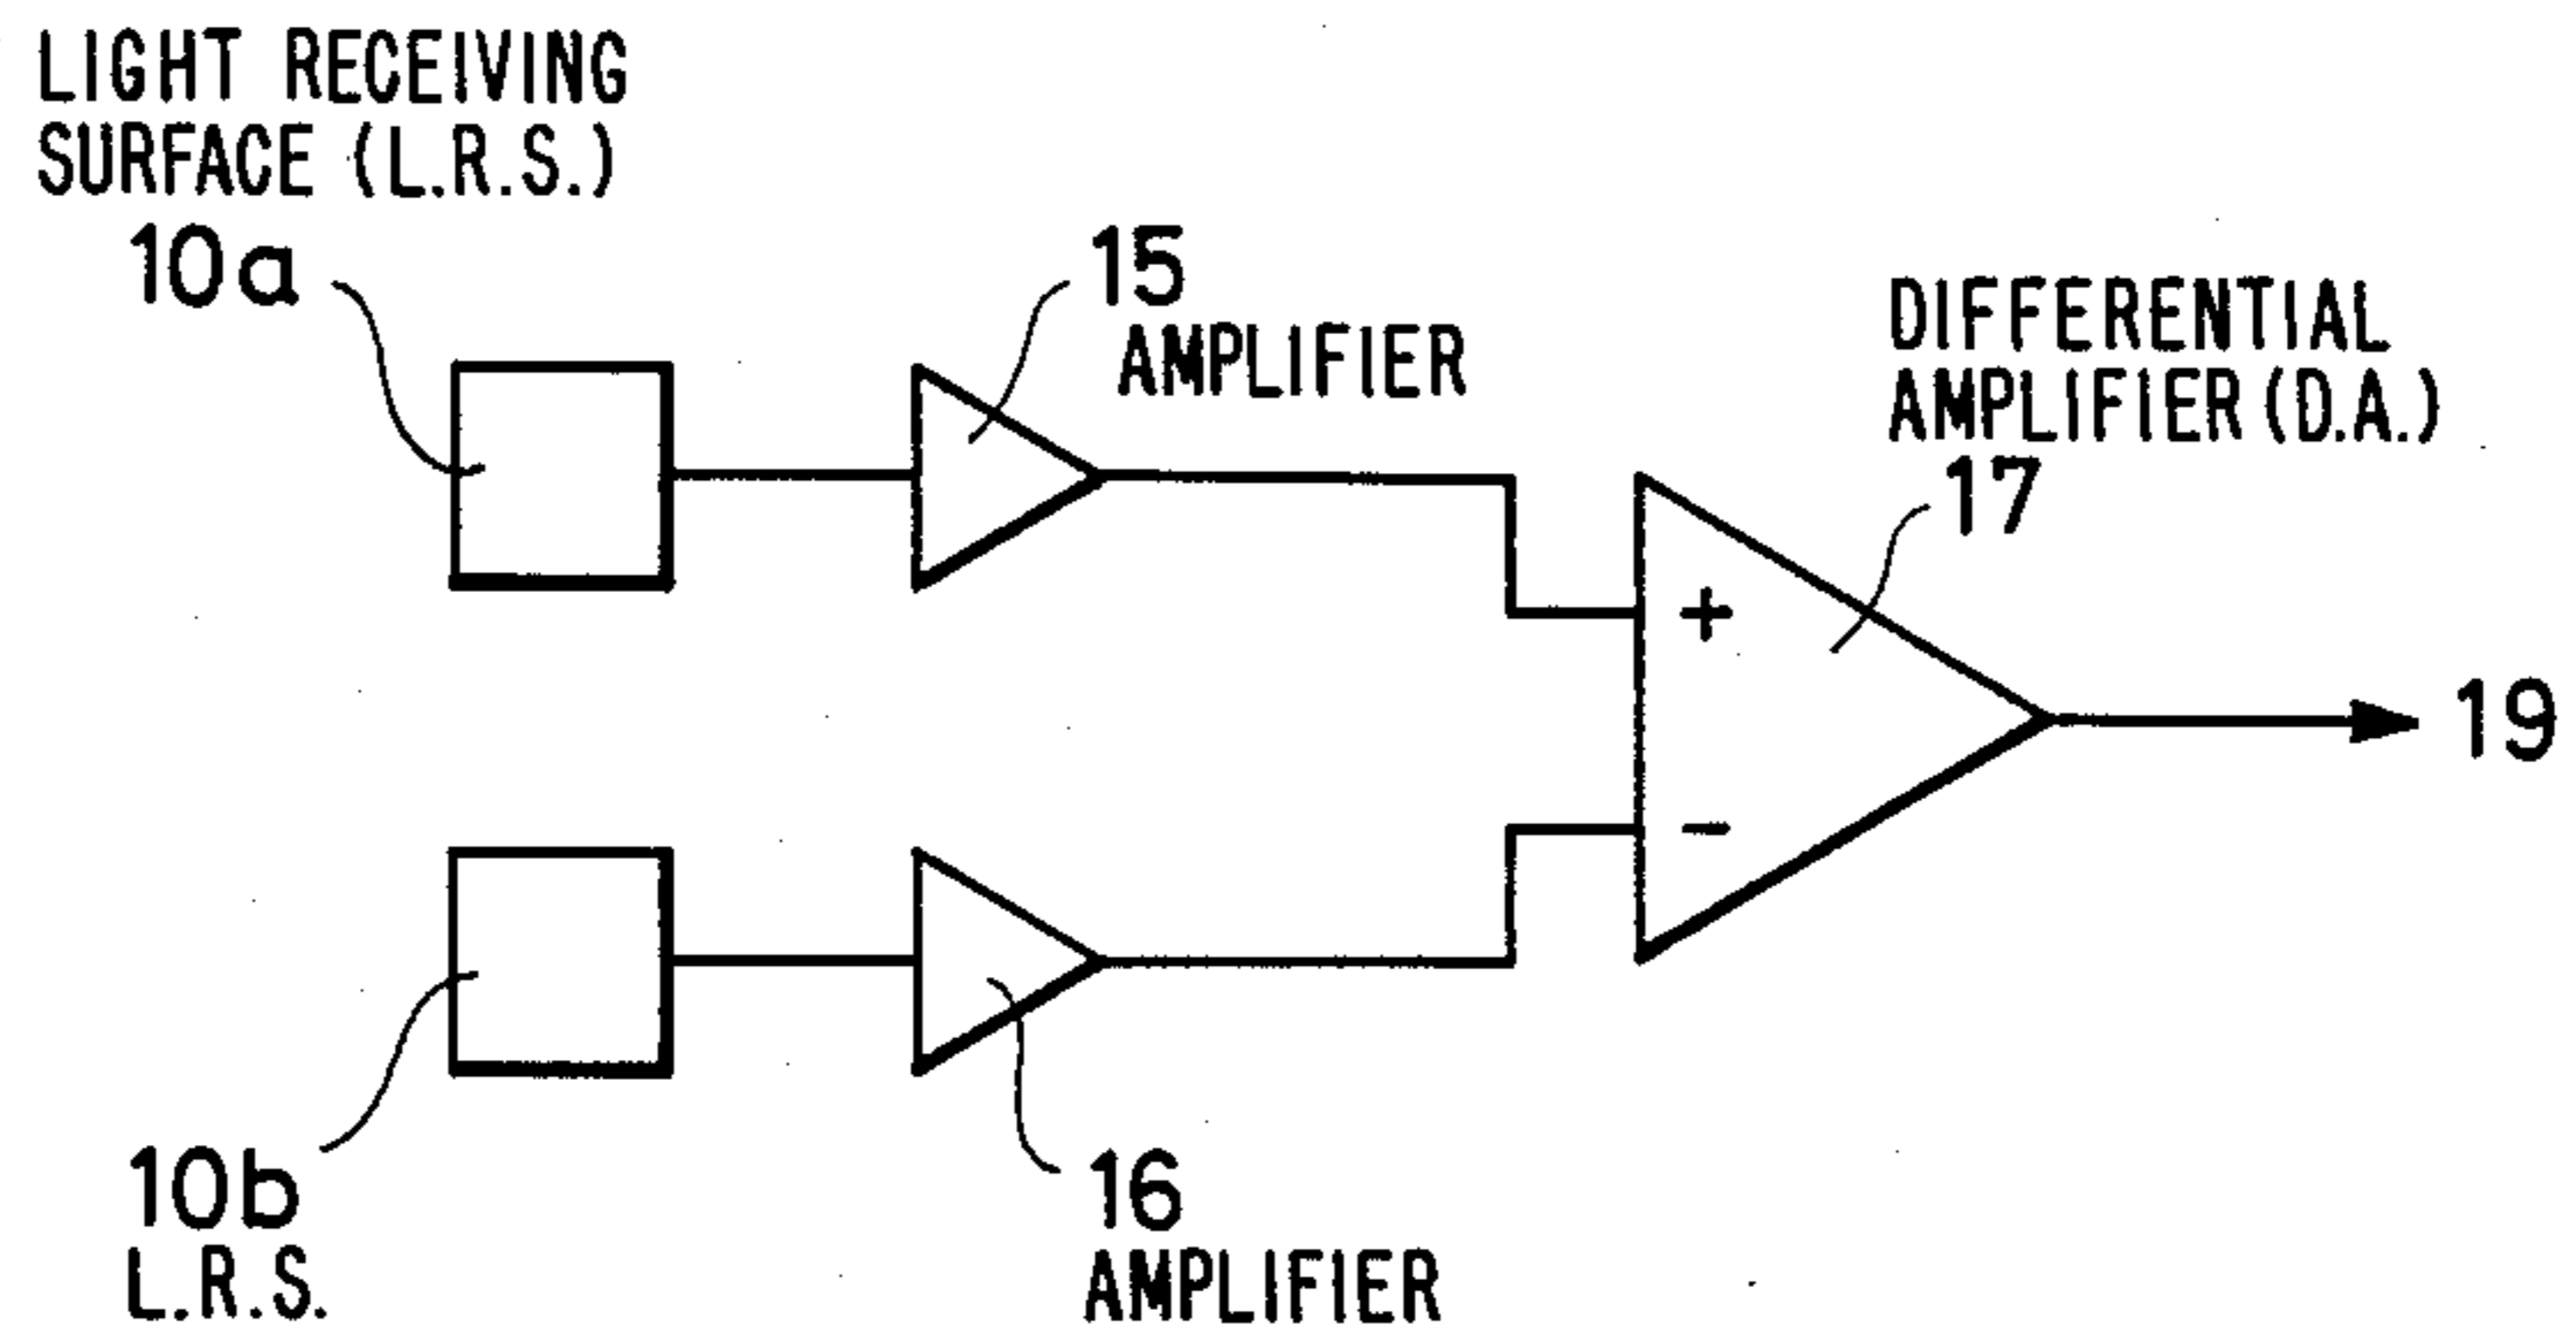 LIGHT RECEIVING
SURFACE (L.R.S.)
10a
15
AMPLIFIER
DIFFERENTIAL
AMPLIFIER (D.A.)
17
+
19
-
10b
L.R.S.
16
AMPLIFIER